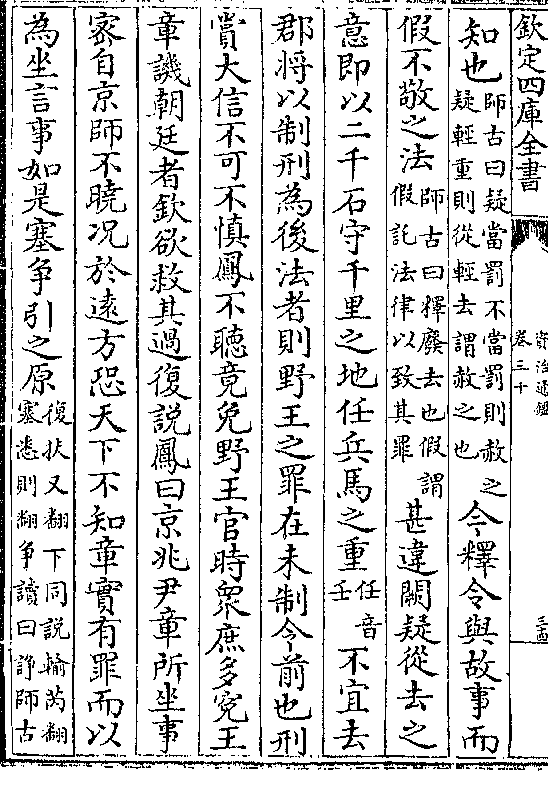 欽定四庫全書
資治通鑑
卷三十
知也師古曰疑當罰不當罰則赦之疑輕重則從輕去謂赦之也今釋令與故事而
假不敬之法師古曰釋廢去也假謂假託法律以致其罪甚違闕疑從去之
意即以二千石守千里之地任兵馬之重任音壬不宜去
郡將以制刑為後法者則野王之罪在未制令前也刑
賞大信不可不慎鳳不聽竟免野王官時衆庶多冤王
章譏朝廷者欽欲救其過復説鳳曰京兆尹章所坐事
宻自京師不曉况於遠方恐天下不知章實有罪而以
為坐言事如是塞争引之原復扶又翻下同説輸芮翻塞悉則翻争讀曰諍師古